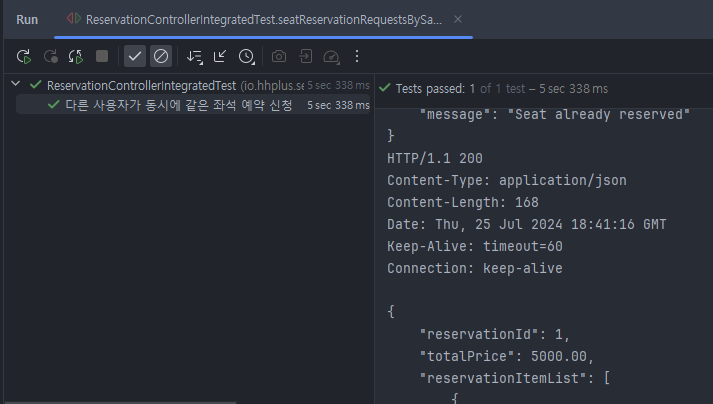 Run
ReservationControllerIntegratedTest.seatReservationRequestsBySa...
ReservationControllerIntegratedTest (io.hhplus.se 5 sec 338 ms
다른 사용자가 동시에 같은 좌석 예약 신청 5 sec 338 ms
Tests passed: 1 of 1 test – 5 sec 338 ms
"message": "Seat already reserved"
}
HTTP/1.1 200
Content-Type: application/json
Content-Length: 168
Date: Thu, 25 Jul 2024 18:41:16 GMT
Keep-Alive: timeout=60
Connection: keep-alive
{
"reservationId": 1,
"totalPrice": 5000.00,
"reservationItemList": [
{